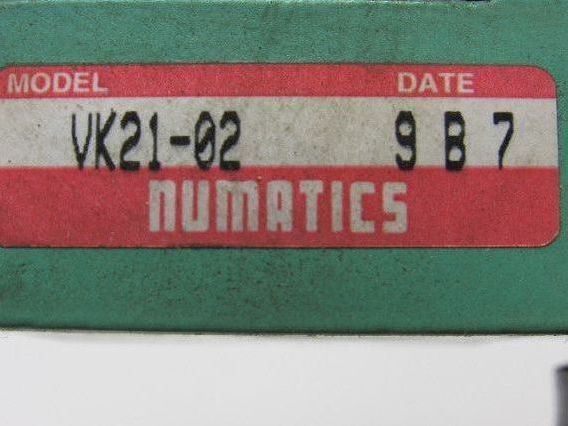 MODEL DATE
VK21-02 9 B 7
NUMATICS